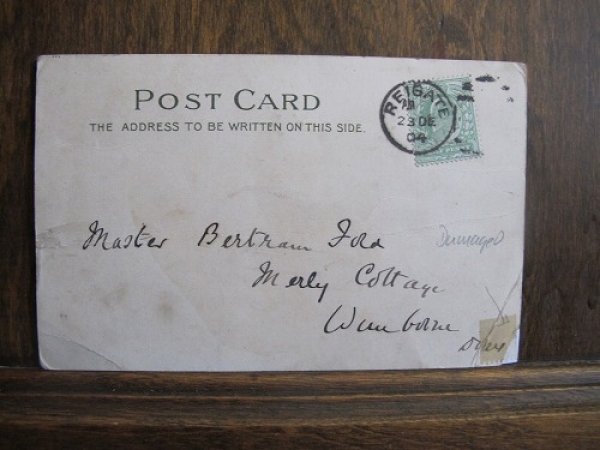 POST CARD
THE ADDRESS TO BE WRITTEN ON THIS SIDE.
REIGATE
23 DE
04
Master Bertram Ford
Damaged
Merly Cottage
Wimborne